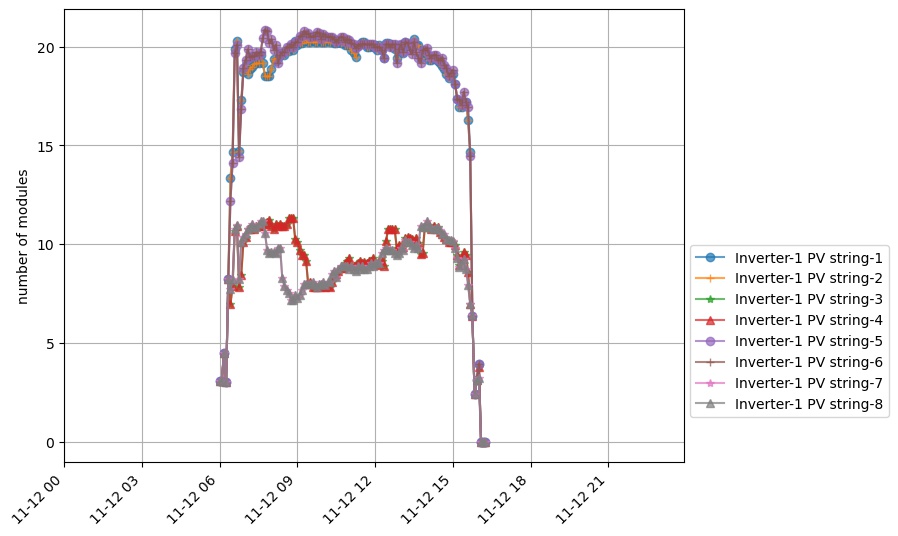 number of modules
20
15
10
5
0
11-12 00
11-12 03
11-12 06
11-12 09
11-12 12
11-12 15
11-12 18
11-12 21
Inverter-1 PV string-1
Inverter-1 PV string-2
Inverter-1 PV string-3
Inverter-1 PV string-4
Inverter-1 PV string-5
Inverter-1 PV string-6
Inverter-1 PV string-7
Inverter-1 PV string-8